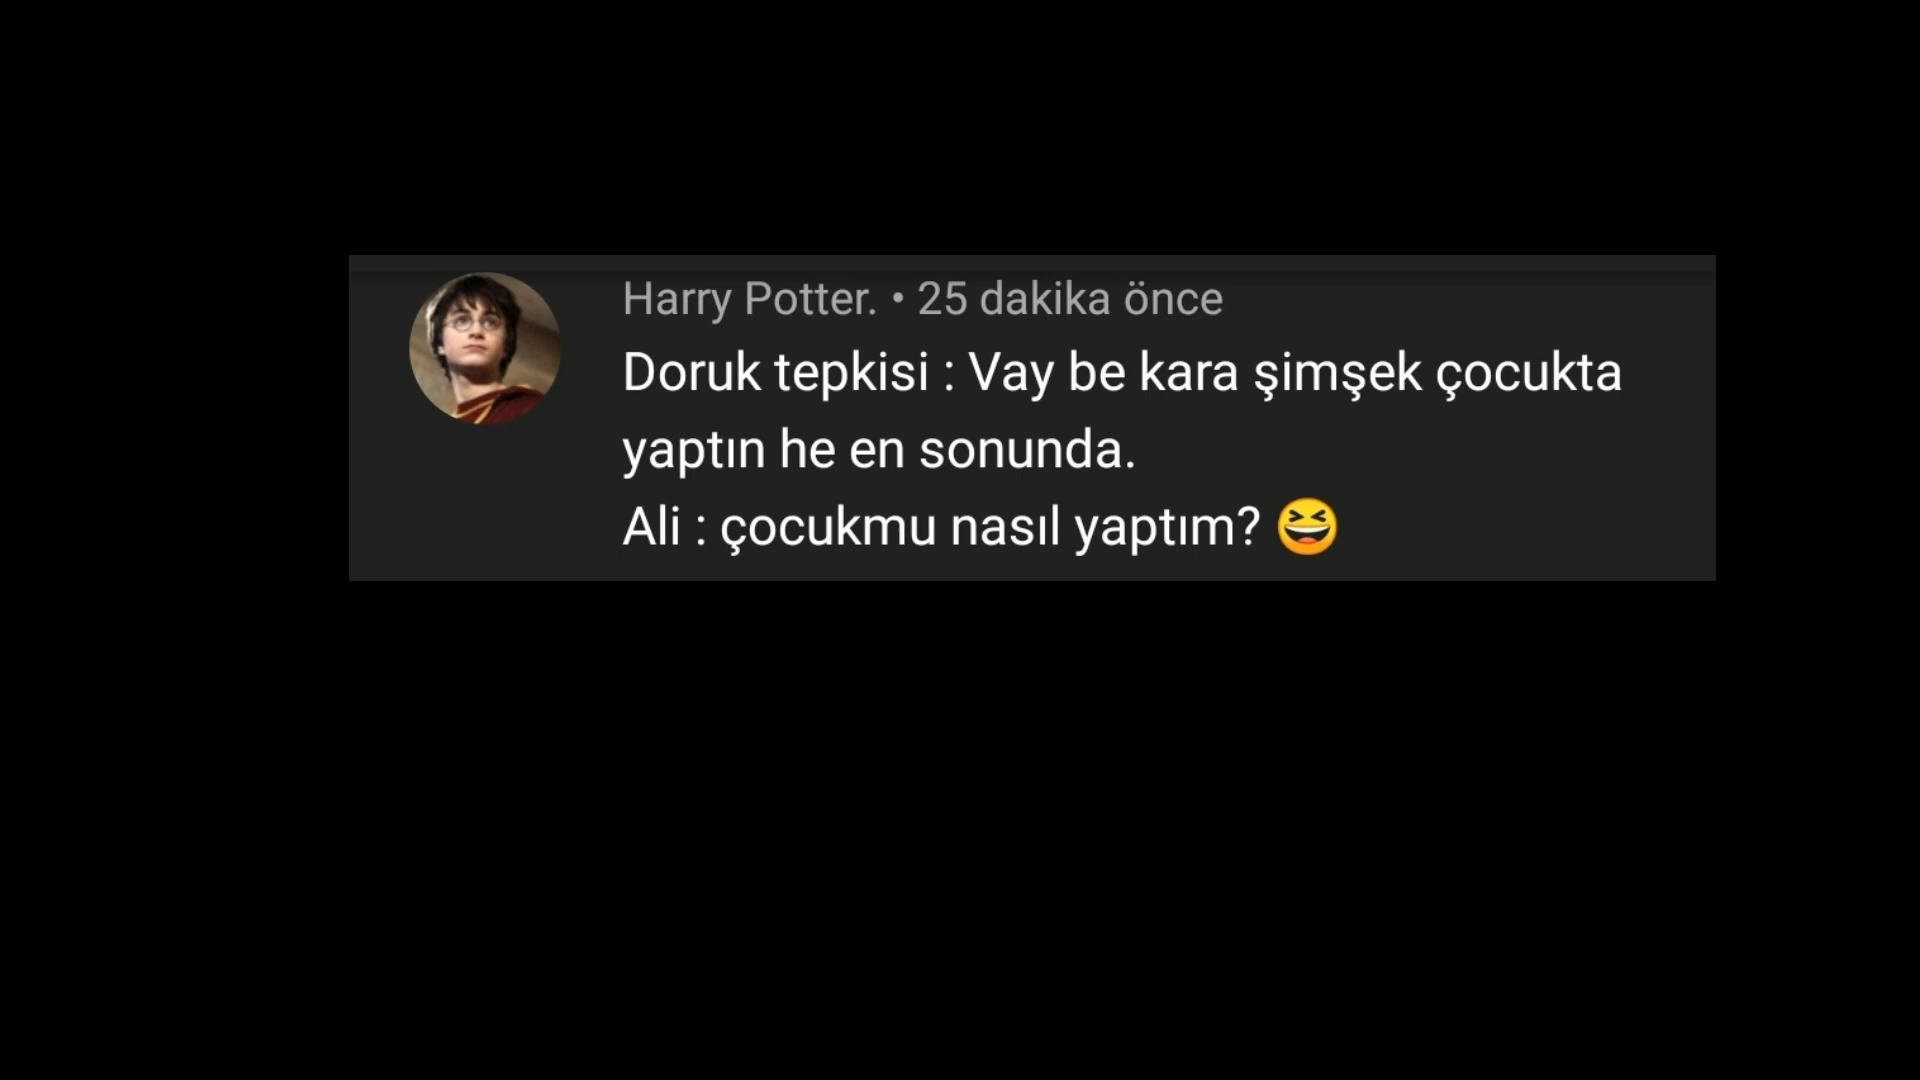 Harry Potter. • 25 dakika önce
Doruk tepkisi : Vay be kara şimşek çocukta
yaptın he en sonunda.
Ali : çocukmu nasıl yaptım? 😆